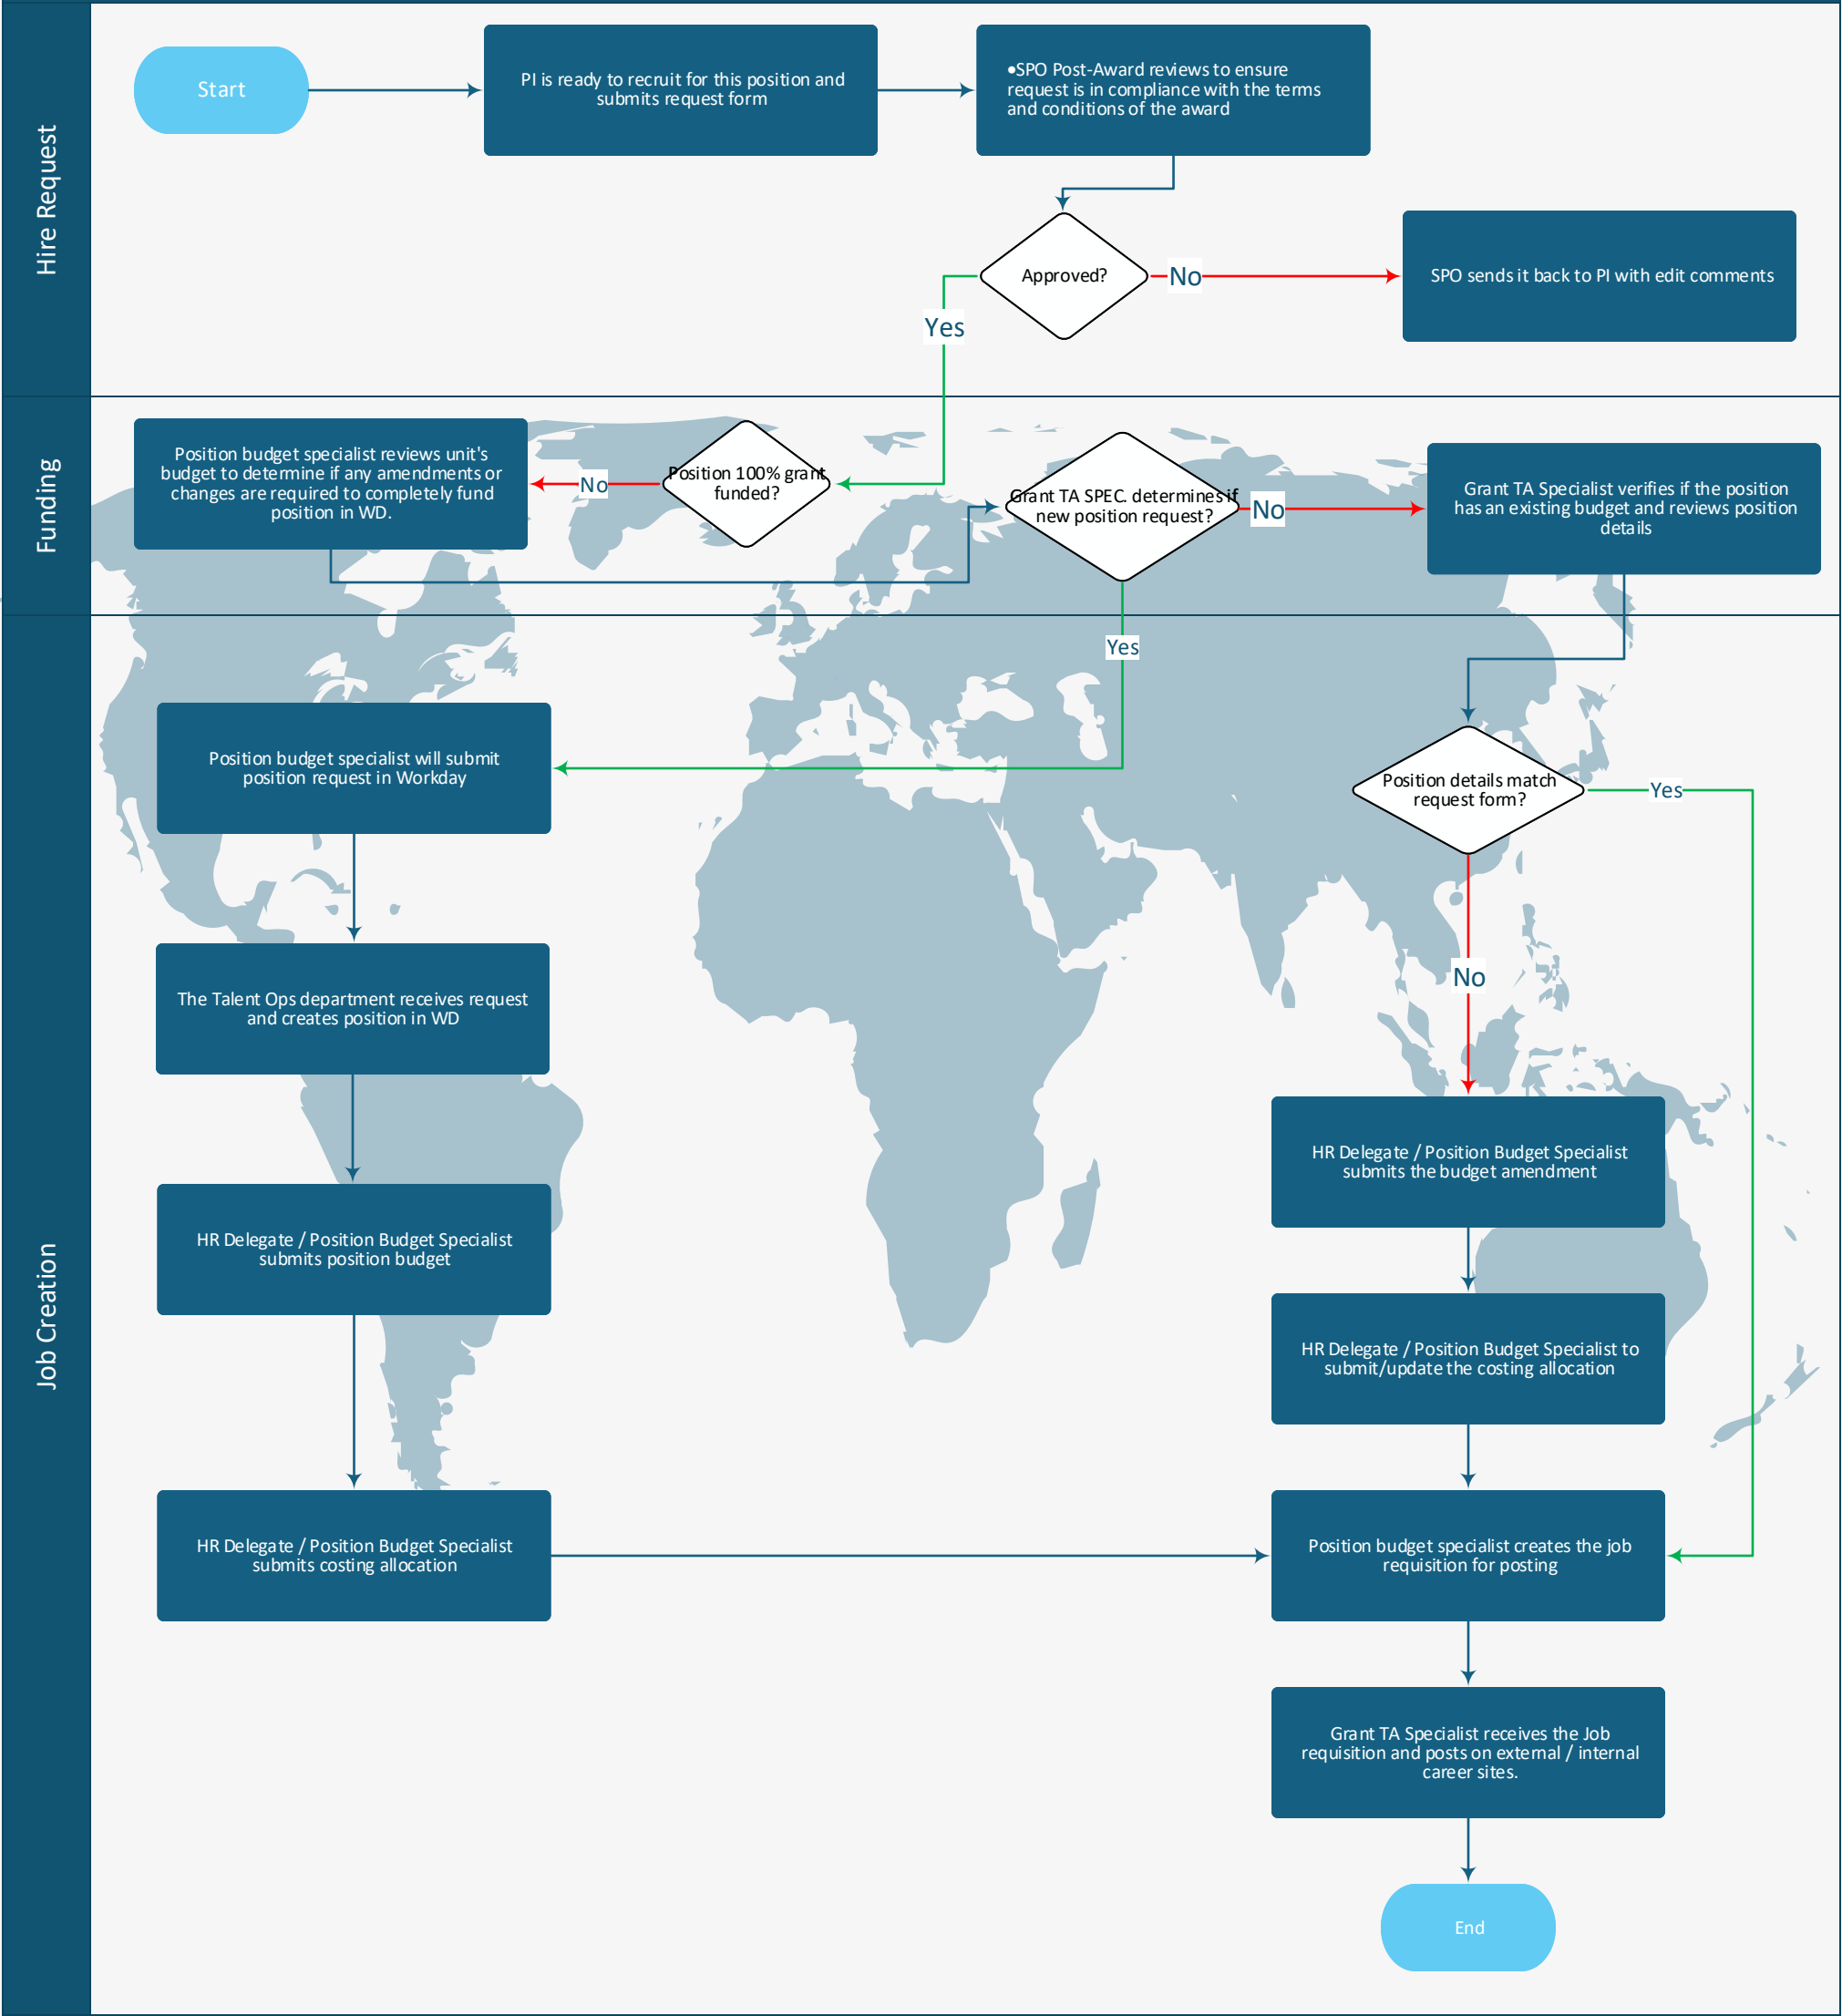 Hire Request
Start
PI is ready to recruit for this position and
submits request form
•SPO Post-Award reviews to ensure
request is in compliance with the terms
and conditions of the award
Approved?
No
SPO sends it back to PI with edit comments
Yes
Funding
Position budget specialist reviews unit's
budget to determine if any amendments or
changes are required to completely fund
position in WD.
No
Position 100% grant
funded?
Grant TA SPEC. determines if
new position request?
No
Grant TA Specialist verifies if the position
has an existing budget and reviews position
details
Yes
Job Creation
Position budget specialist will submit
position request in Workday
Position details match
request form?
Yes
The Talent Ops department receives request
and creates position in WD
No
HR Delegate / Position Budget Specialist
submits the budget amendment
HR Delegate / Position Budget Specialist
submits position budget
HR Delegate / Position Budget Specialist to
submit/update the costing allocation
HR Delegate / Position Budget Specialist
submits costing allocation
Position budget specialist creates the job
requisition for posting
Grant TA Specialist receives the Job
requisition and posts on external / internal
career sites.
End